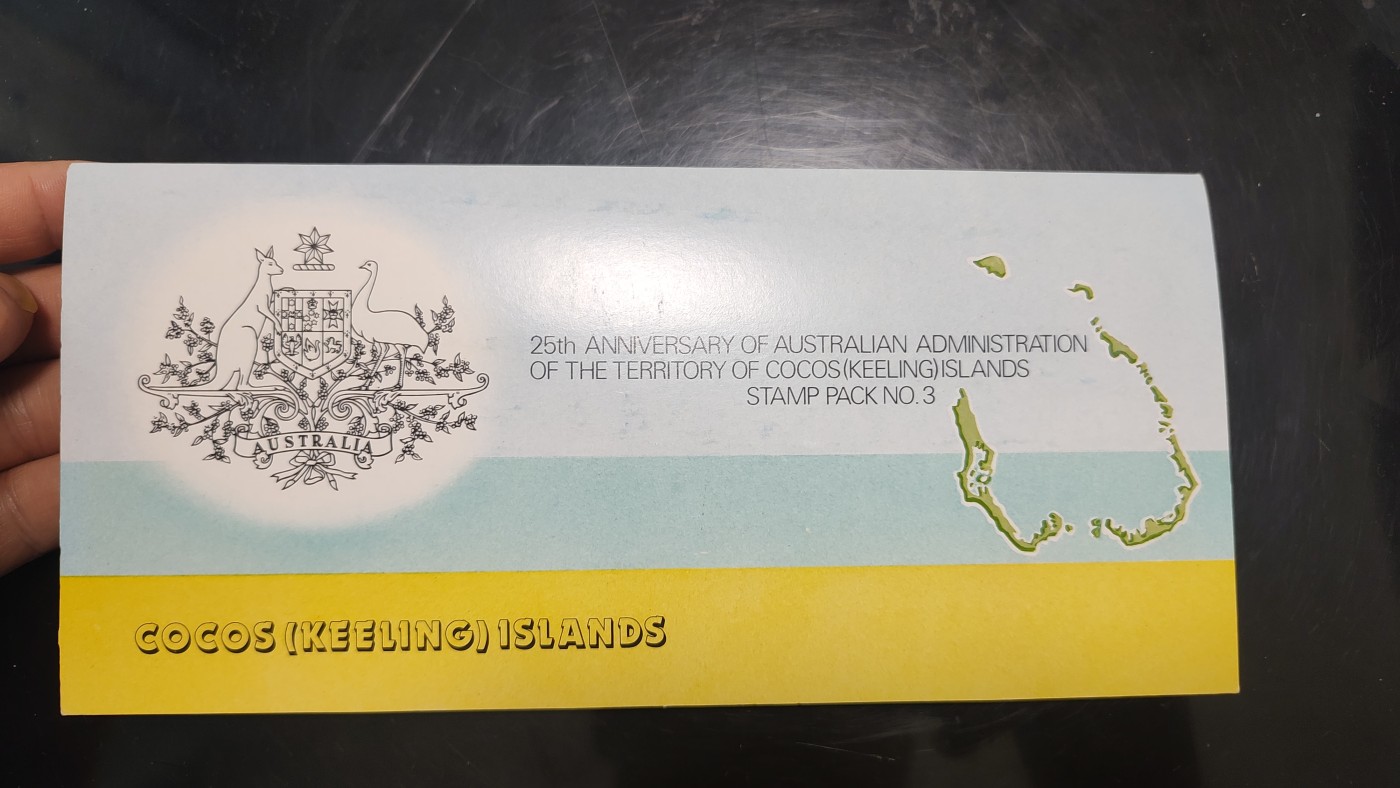 AUSTRALIA
25th ANNIVERSARY OF AUSTRALIAN ADMINISTRATION
OF THE TERRITORY OF COCOS (KEELING) ISLANDS
STAMP PACK NO. 3
COCOS (KEELING) ISLANDS